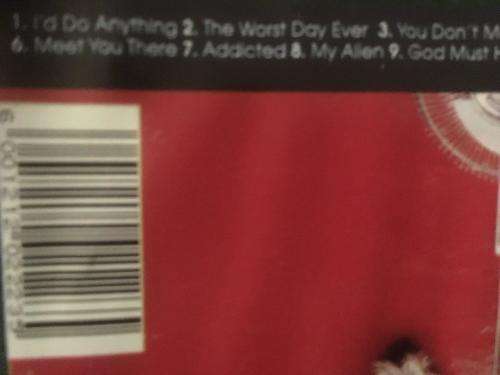 1. I'd Do Anything 2. The Worst Day Ever 3. You Don't M
6. Meet You There 7. Addicted 8. My Alien 9. God Must H